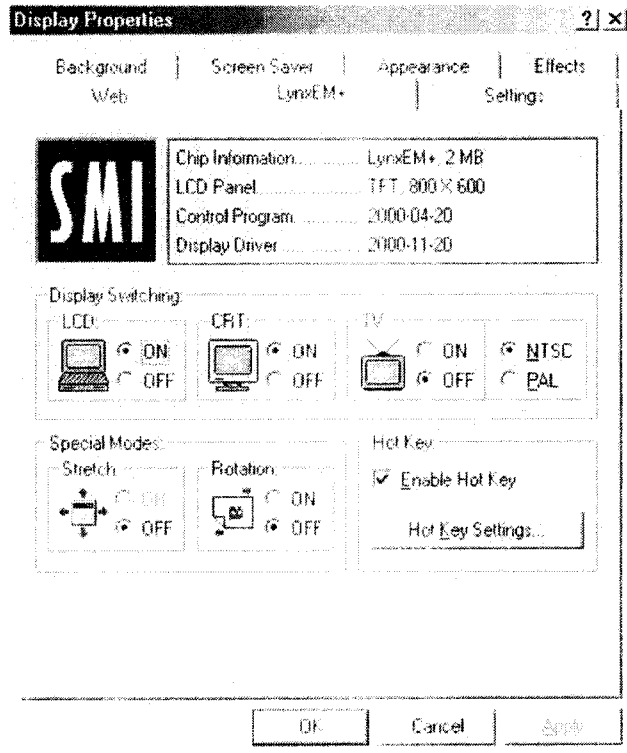 Display Properties
? ×
Background Screen Saver Appearance Effects
Web LynxEM+ Settings
SMI
Chip Information............ LynxEM+, 2 MB
LCD Panel............ TFT, 800 × 600
Control Program............ 2000-04-20
Display Driver............ 2000-11-20
Display Switching:
LCD: CRT: TV
ON ON ON NTSC
OFF OFF OFF PAL
Special Modes: Hot Key:
Stretch: Rotation:
Enable Hot Key
ON ON
OFF OFF
Hot Key Settings...
OK Cancel Apply